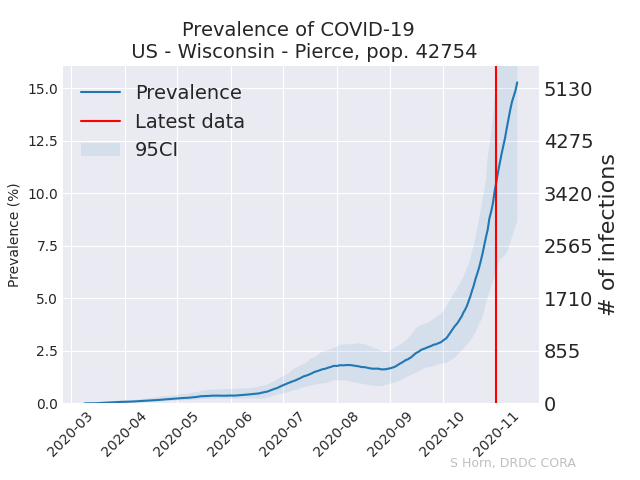 Prevalence of COVID-19
US - Wisconsin - Pierce, pop. 42754
Prevalence
Latest data
95CI
Prevalence (%)
15.0
12.5
10.0
7.5
5.0
2.5
0.0
5130
4275
3420
2565
1710
855
0
# of infections
2020-03
2020-04
2020-05
2020-06
2020-07
2020-08
2020-09
2020-10
2020-11
S Horn, DRDC CORA